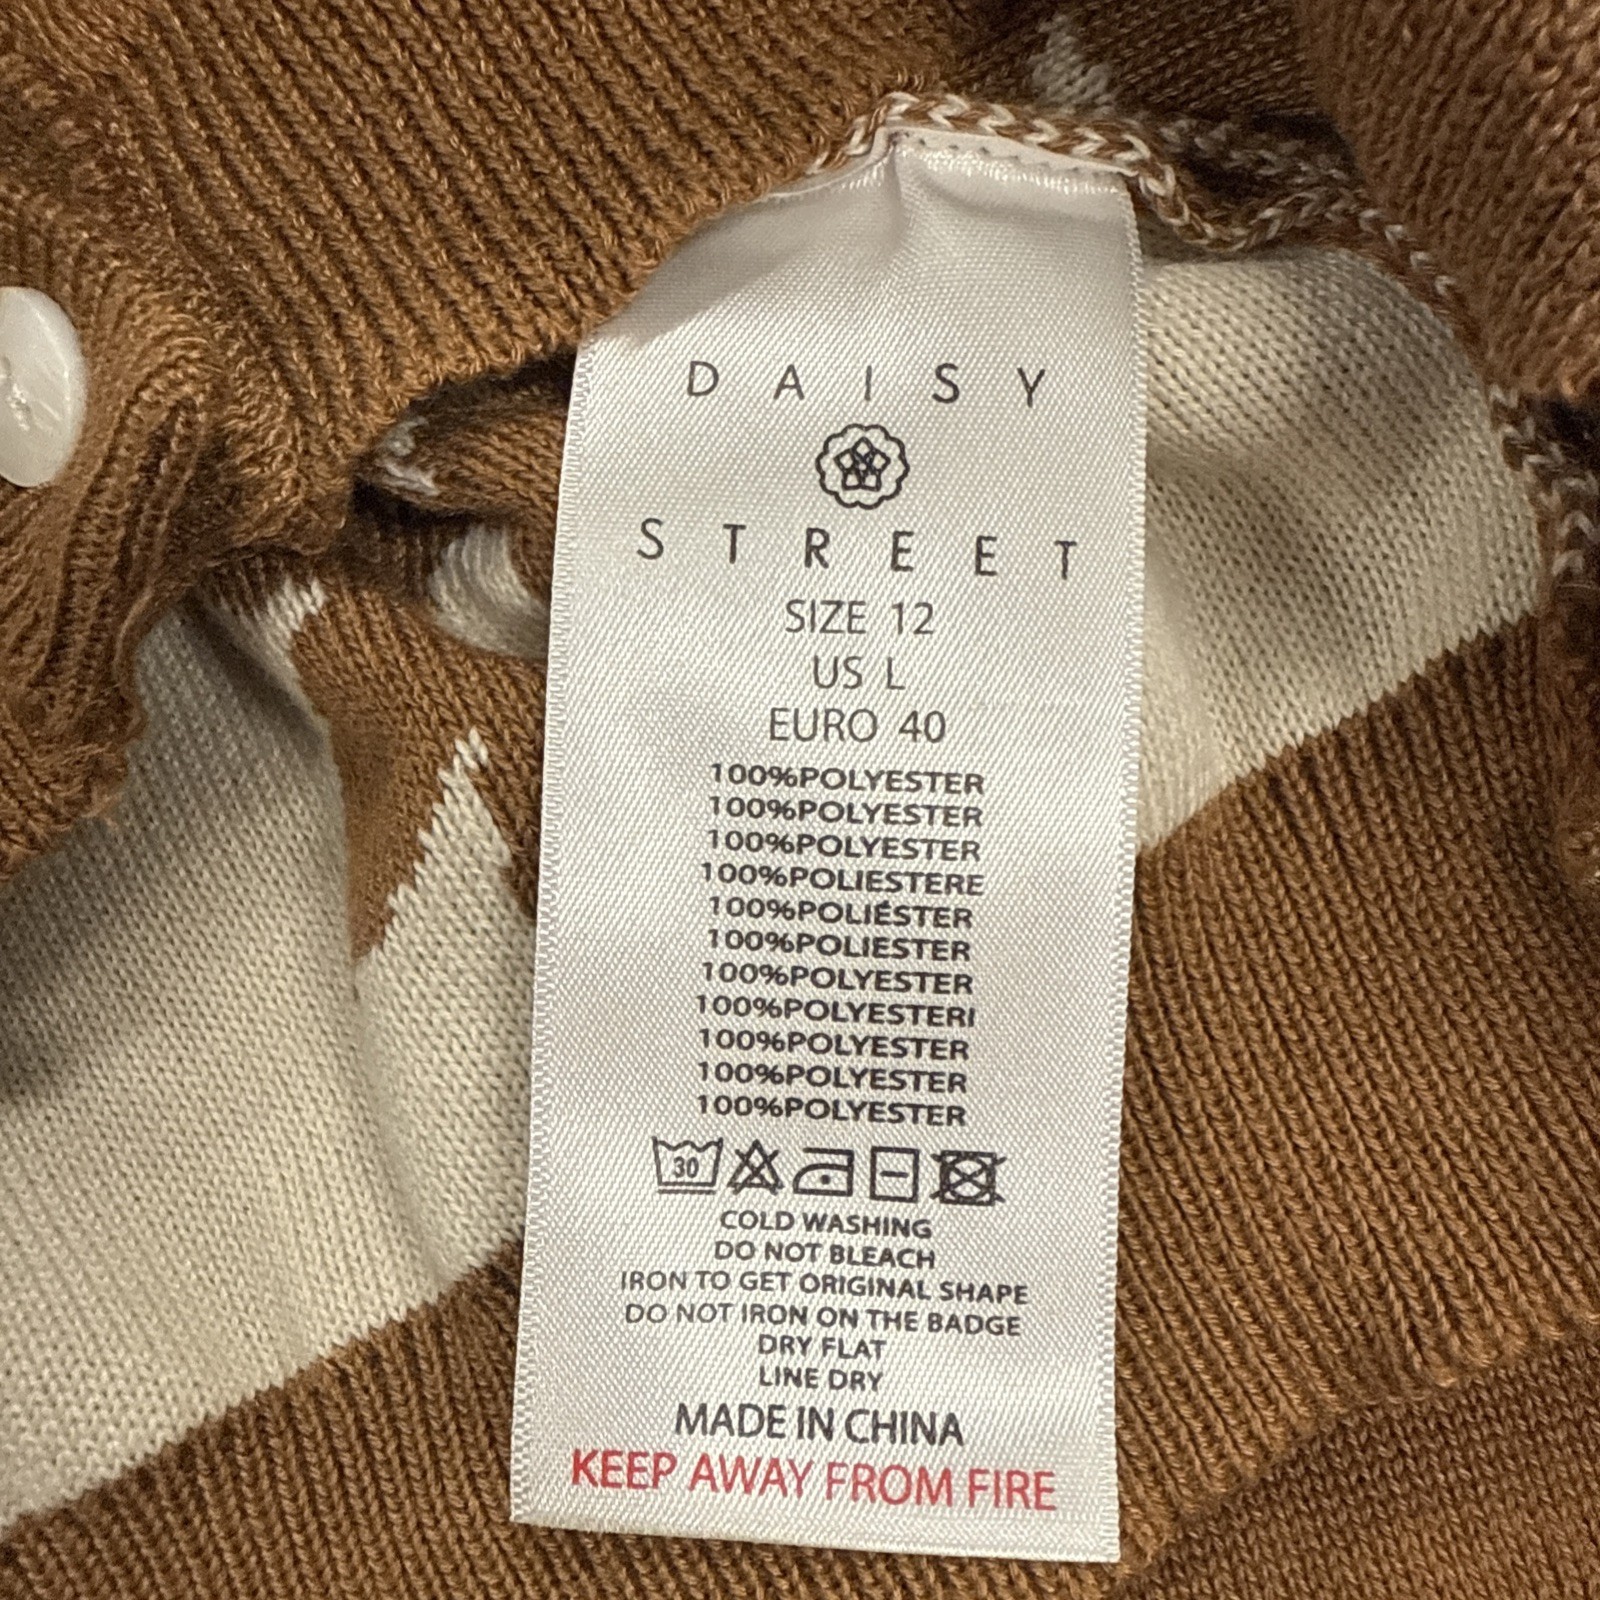 DAISY
STREET
SIZE 12
US L
EURO 40
100%POLYESTER
100%POLYESTER
100%POLYESTER
100%POLIESTERE
100%POLIÉSTER
100%POLIESTER
100%POLYESTER
100%POLYESTERI
100%POLYESTER
100%POLYESTER
100%POLYESTER
30
COLD WASHING
DO NOT BLEACH
IRON TO GET ORIGINAL SHAPE
DO NOT IRON ON THE BADGE
DRY FLAT
LINE DRY
MADE IN CHINA
KEEP AWAY FROM FIRE